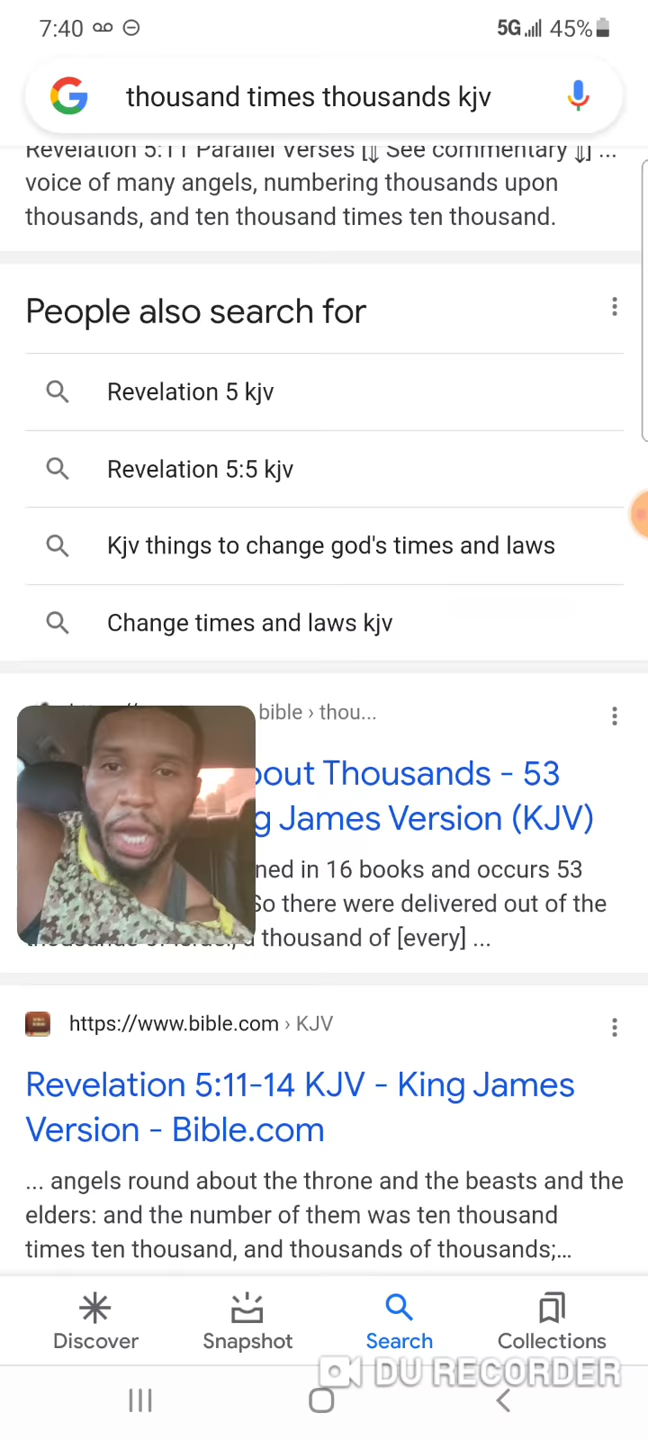 7:40
5G 45%
thousand times thousands kjv
Revelation 5:11 Parallel Verses [⇓ See commentary ⇓] ...
voice of many angels, numbering thousands upon
thousands, and ten thousand times ten thousand.
People also search for
Revelation 5 kjv
Revelation 5:5 kjv
Kjv things to change god's times and laws
Change times and laws kjv
bible › thou...
out Thousands - 53
g James Version (KJV)
ned in 16 books and occurs 53
So there were delivered out of the
thousand of [every] ...
https://www.bible.com › KJV
Revelation 5:11-14 KJV - King James
Version - Bible.com
... angels round about the throne and the beasts and the
elders: and the number of them was ten thousand
times ten thousand, and thousands of thousands;...
Discover Snapshot Search Collections
DU RECORDER